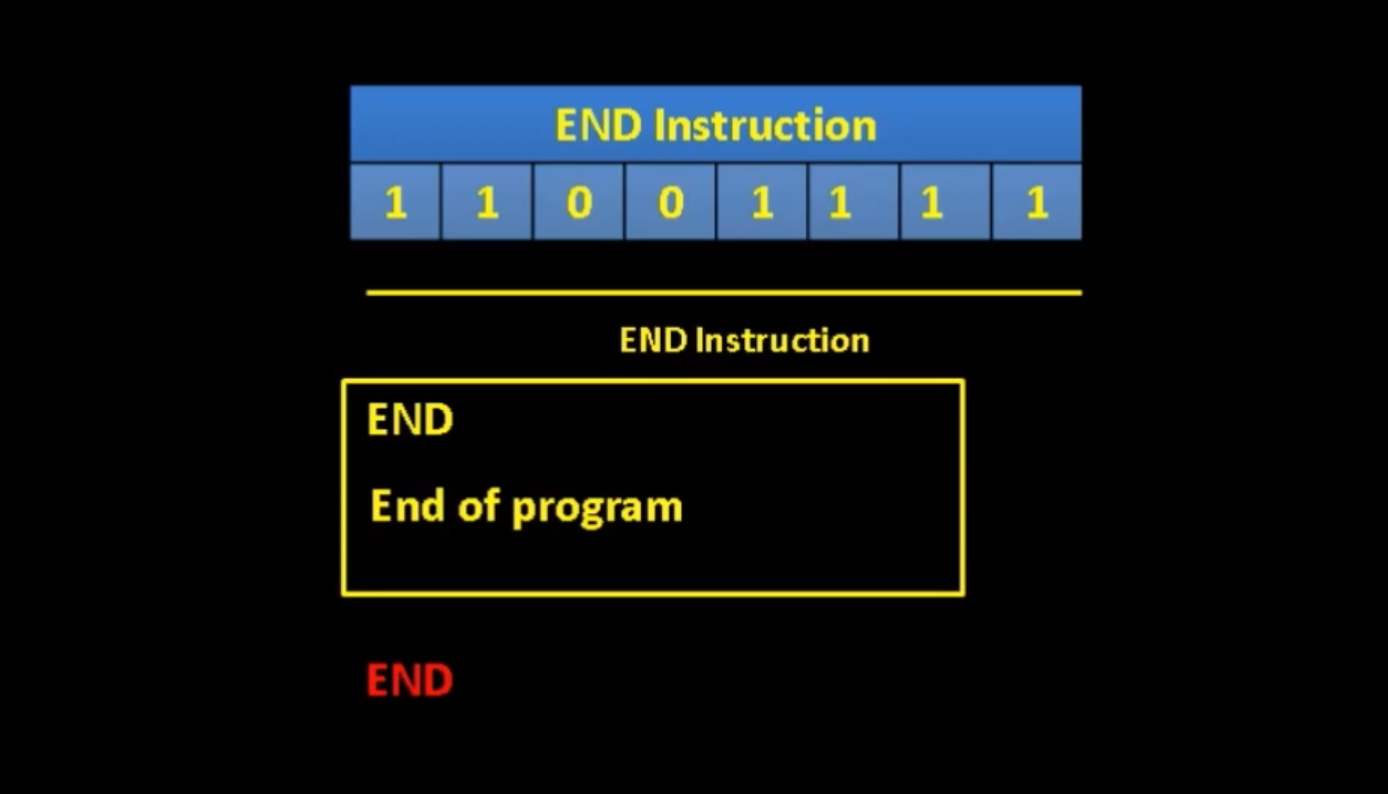 END Instruction
1 1 0 0 1 1 1 1
END Instruction
END
End of program
END